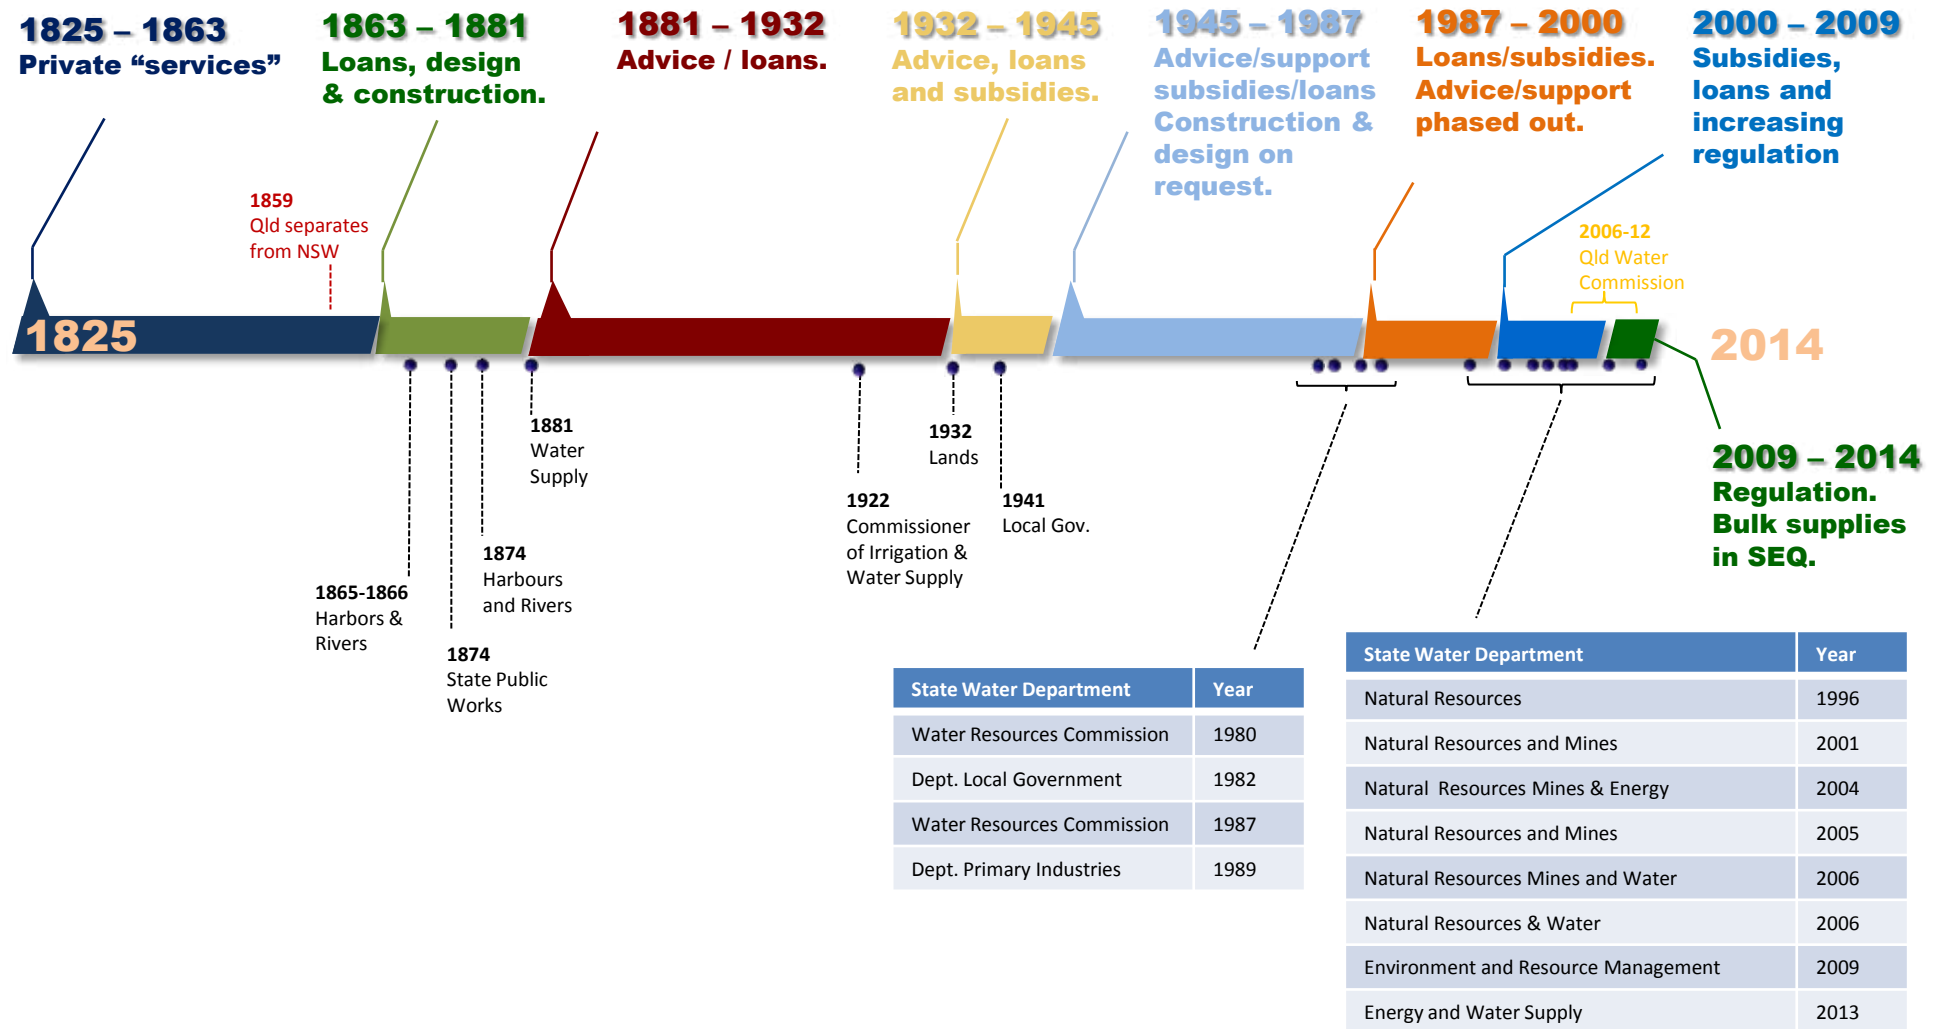 1825 – 1863
Private “services”
1863 – 1881
Loans, design
& construction.
1881 – 1932
Advice / loans.
1932 – 1945
Advice, loans
and subsidies.
1945 – 1987
Advice/support
subsidies/loans
Construction &
design on
request.
1987 – 2000
Loans/subsidies.
Advice/support
phased out.
2000 – 2009
Subsidies,
loans and
increasing
regulation
1859
Qld separates
from NSW
2006-12
Qld Water
Commission
1825
2014
1865-1866
Harbors &
Rivers
1874
State Public
Works
1874
Harbours
and Rivers
1881
Water
Supply
1922
Commissioner
of Irrigation &
Water Supply
1932
Lands
1941
Local Gov.
2009 – 2014
Regulation.
Bulk supplies
in SEQ.
State Water Department Year
Water Resources Commission 1980
Dept. Local Government 1982
Water Resources Commission 1987
Dept. Primary Industries 1989
State Water Department Year
Natural Resources 1996
Natural Resources and Mines 2001
Natural  Resources Mines & Energy 2004
Natural Resources and Mines 2005
Natural Resources Mines and Water 2006
Natural Resources & Water 2006
Environment and Resource Management 2009
Energy and Water Supply 2013